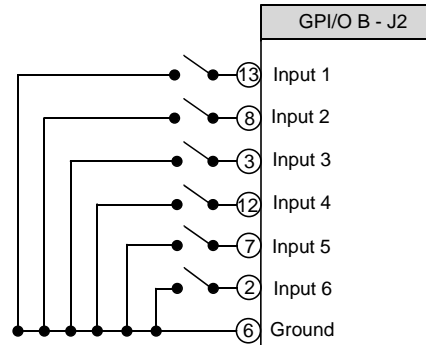 GPI/O B - J2
13 Input 1
8 Input 2
3 Input 3
12 Input 4
7 Input 5
2 Input 6
6 Ground